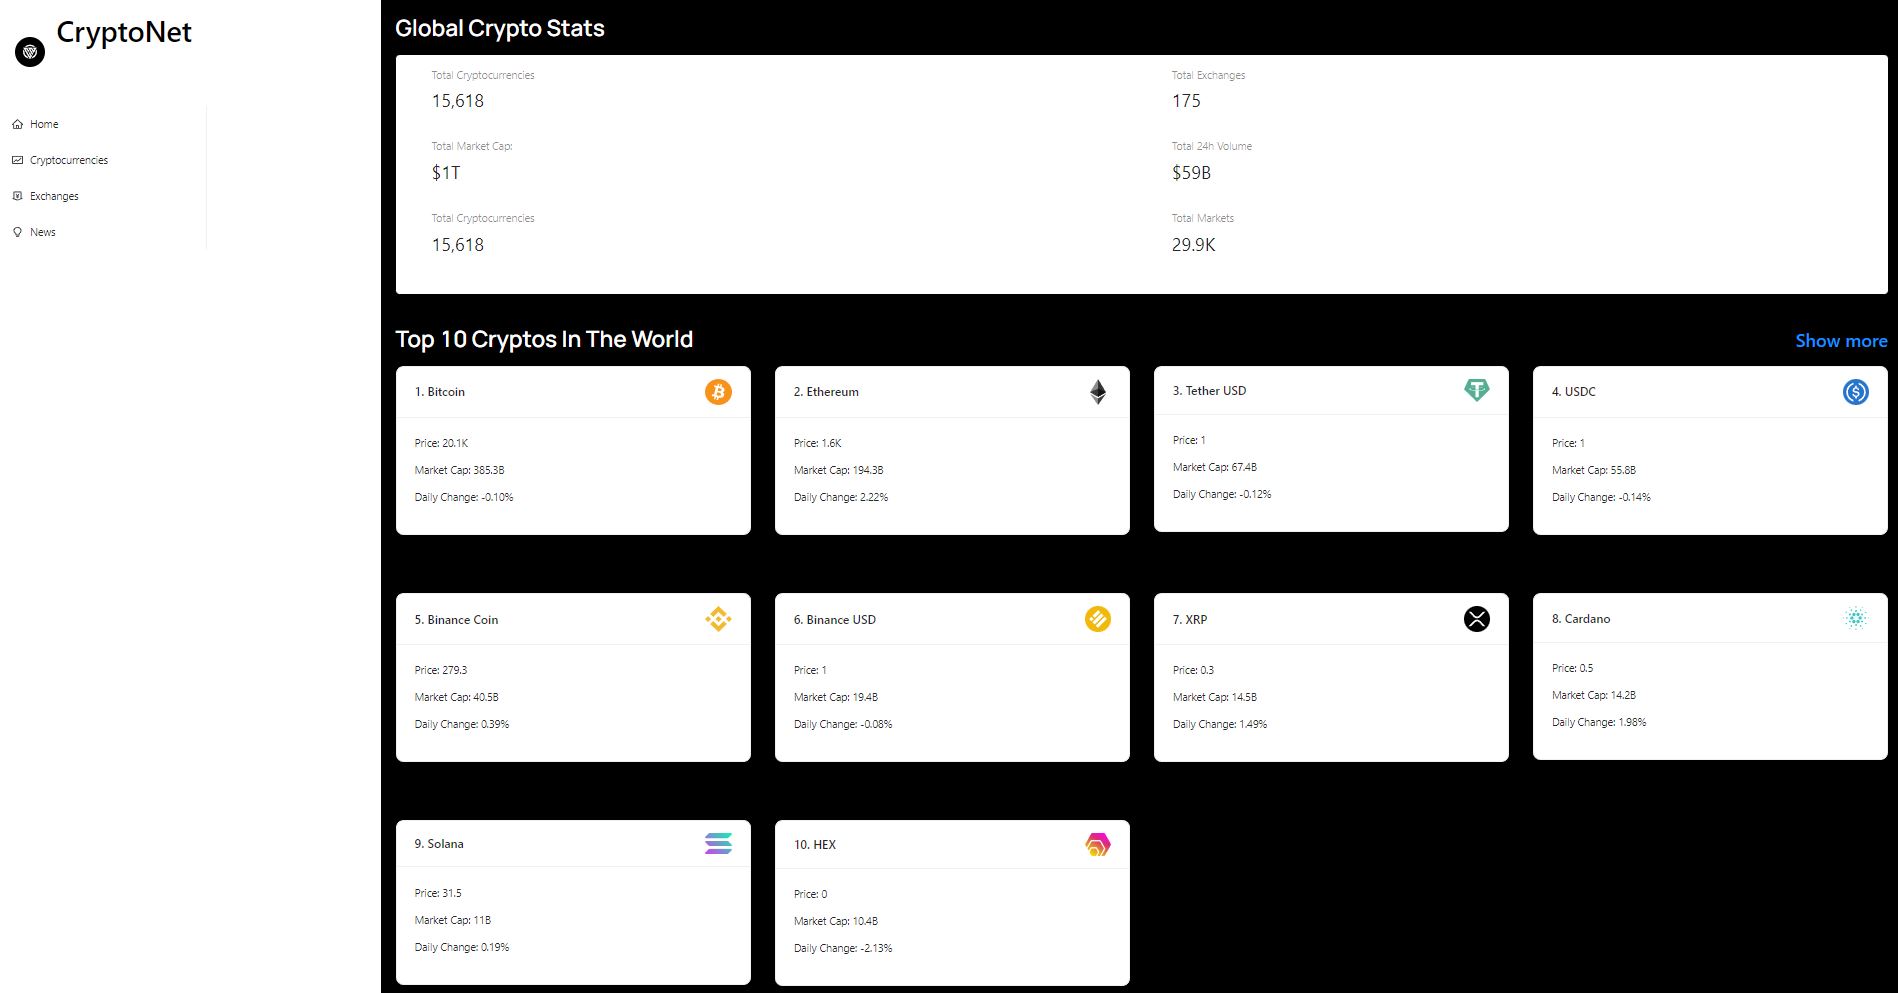 CryptoNet
Home
Cryptocurrencies
Exchanges
News
Global Crypto Stats
Total Cryptocurrencies
15,618
Total Exchanges
175
Total Market Cap:
$1T
Total 24h Volume
$59B
Total Cryptocurrencies
15,618
Total Markets
29.9K
Top 10 Cryptos In The World
Show more
1. Bitcoin
Price: 20.1K
Market Cap: 385.3B
Daily Change: -0.10%
2. Ethereum
Price: 1.6K
Market Cap: 194.3B
Daily Change: 2.22%
3. Tether USD
Price: 1
Market Cap: 67.4B
Daily Change: -0.12%
4. USDC
Price: 1
Market Cap: 55.8B
Daily Change: -0.14%
5. Binance Coin
Price: 279.3
Market Cap: 40.5B
Daily Change: 0.39%
6. Binance USD
Price: 1
Market Cap: 19.4B
Daily Change: -0.08%
7. XRP
Price: 0.3
Market Cap: 14.5B
Daily Change: 1.49%
8. Cardano
Price: 0.5
Market Cap: 14.2B
Daily Change: 1.98%
9. Solana
Price: 31.5
Market Cap: 11B
Daily Change: 0.19%
10. HEX
Price: 0
Market Cap: 10.4B
Daily Change: -2.13%